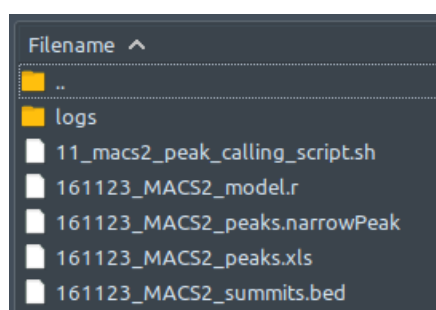 Filename
..
logs
11_macs2_peak_calling_script.sh
161123_MACS2_model.r
161123_MACS2_peaks.narrowPeak
161123_MACS2_peaks.xls
161123_MACS2_summits.bed